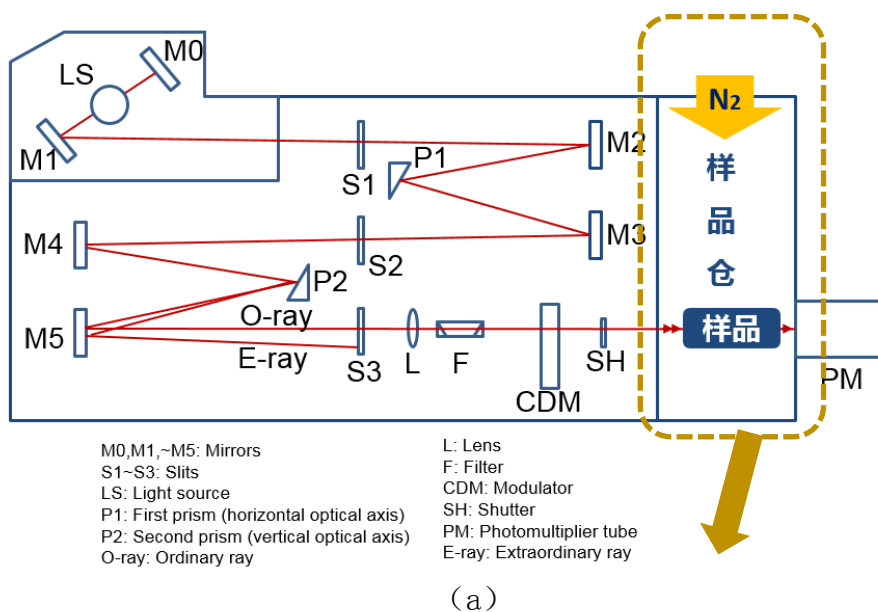 M0
LS
M1
S1
P1
M2
N2
样
品
仓
样品
M3
M4
S2
P2
O-ray
M5
E-ray
S3
L
F
CDM
SH
PM
M0,M1,~M5: Mirrors
S1~S3: Slits
LS: Light source
P1: First prism (horizontal optical axis)
P2: Second prism (vertical optical axis)
O-ray: Ordinary ray
L: Lens
F: Filter
CDM: Modulator
SH: Shutter
PM: Photomultiplier tube
E-ray: Extraordinary ray
(a)